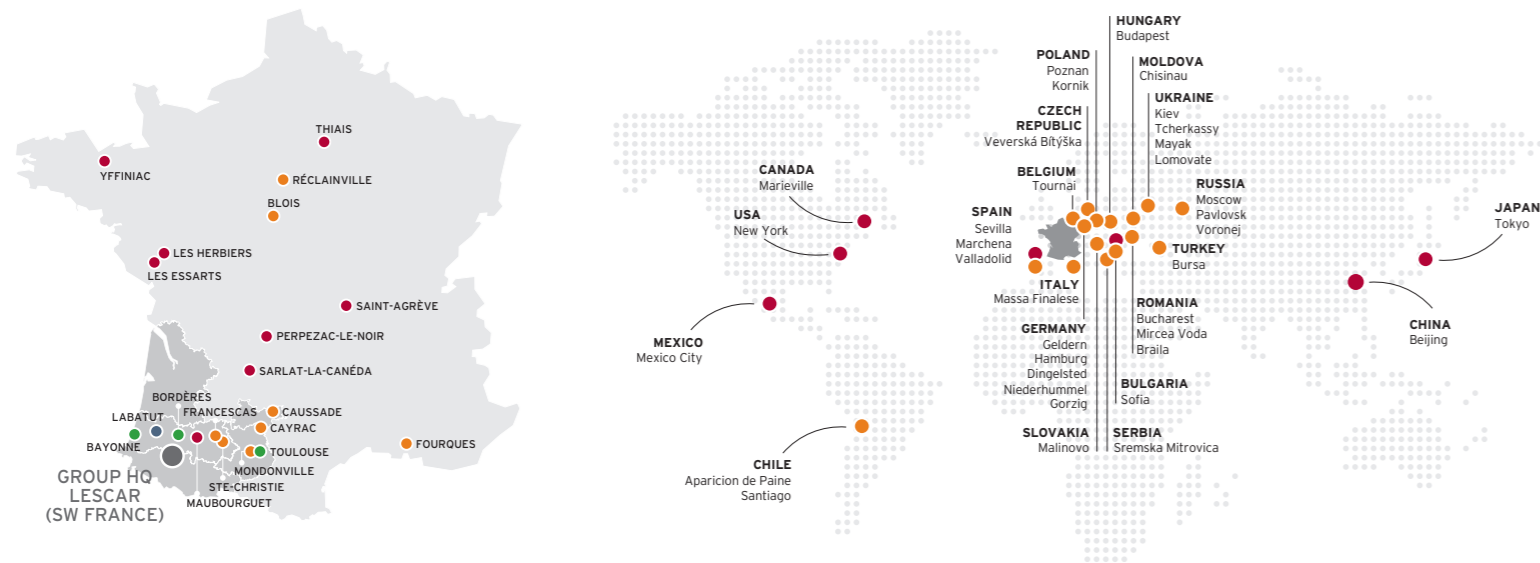 THIAIS
YFFINIAC
RÉCLAINVILLE
BLOIS
LES HERBIERS
LES ESSARTS
SAINT-AGRÈVE
PERPEZAC-LE-NOIR
SARLAT-LA-CANÉDA
BORDÈRES
LABATUT
FRANCESCAS
CAUSSADE
CAYRAC
BAYONNE
TOULOUSE
FOURQUES
MONDONVILLE
STE-CHRISTIE
MAUBOURGUET
GROUP HQ
LESCAR
(SW FRANCE)
HUNGARY
Budapest
POLAND
Poznan
Kornik
MOLDOVA
Chisinau
CZECH
REPUBLIC
Veverská Bítýška
UKRAINE
Kiev
Tcherkassy
Mayak
Lomovate
BELGIUM
Tournai
RUSSIA
Moscow
Pavlovsk
Voronej
CANADA
Marieville
USA
New York
SPAIN
Sevilla
Marchena
Valladolid
JAPAN
Tokyo
TURKEY
Bursa
ITALY
Massa Finalese
MEXICO
Mexico City
GERMANY
Geldern
Hamburg
Dingelsted
Niederhummel
Gorzig
ROMANIA
Bucharest
Mircea Voda
Braila
CHINA
Beijing
BULGARIA
Sofia
SLOVAKIA
Malinovo
SERBIA
Sremska Mitrovica
CHILE
Aparicion de Paine
Santiago